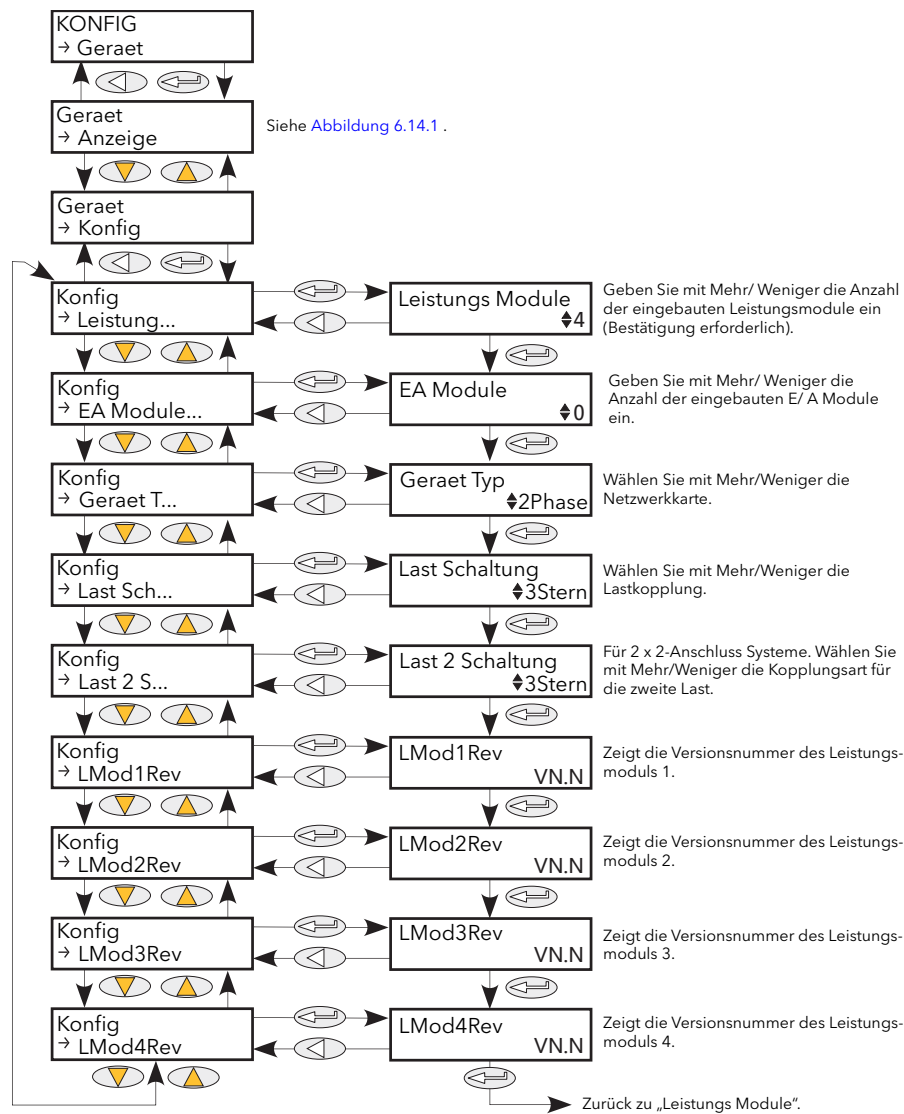 KONFIG
→ Geraet
Geraet
→ Anzeige
Siehe Abbildung 6.14.1 .
Geraet
→ Konfig
Konfig
→ Leistung...
Leistungs Module
4
Geben Sie mit Mehr/ Weniger die Anzahl
der eingebauten Leistungsmodule ein
(Bestätigung erforderlich).
Konfig
→ EA Module...
EA Module
0
Geben Sie mit Mehr/ Weniger die
Anzahl der eingebauten E/ A Module
ein.
Konfig
→ Geraet T...
Geraet Typ
2Phase
Wählen Sie mit Mehr/Weniger die
Netzwerkkarte.
Konfig
→ Last Sch...
Last Schaltung
3Stern
Wählen Sie mit Mehr/Weniger die
Lastkopplung.
Konfig
→ Last 2 S...
Last 2 Schaltung
3Stern
Für 2 x 2-Anschluss Systeme. Wählen Sie
mit Mehr/Weniger die Kopplungsart für
die zweite Last.
Konfig
→ LMod1Rev
LMod1Rev
VN.N
Zeigt die Versionsnummer des Leistungs-
moduls 1.
Konfig
→ LMod2Rev
LMod2Rev
VN.N
Zeigt die Versionsnummer des Leistungs-
moduls 2.
Konfig
→ LMod3Rev
LMod3Rev
VN.N
Zeigt die Versionsnummer des Leistungs-
moduls 3.
Konfig
→ LMod4Rev
LMod4Rev
VN.N
Zeigt die Versionsnummer des Leistungs-
moduls 4.
Zurück zu „Leistungs Module“.